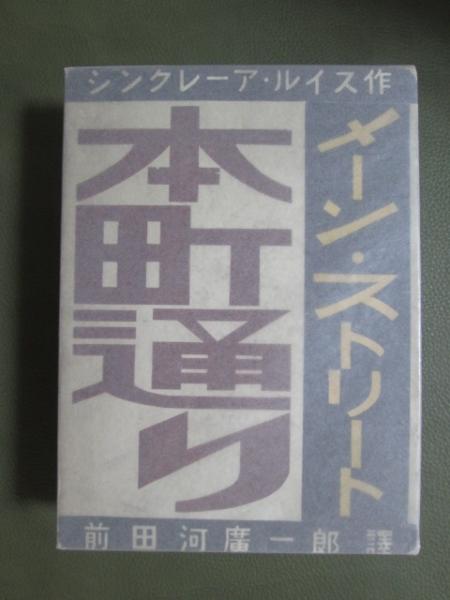 シンクレーア・ルイス作
メーン・ストリート
本町通り
前田河廣一郎譯